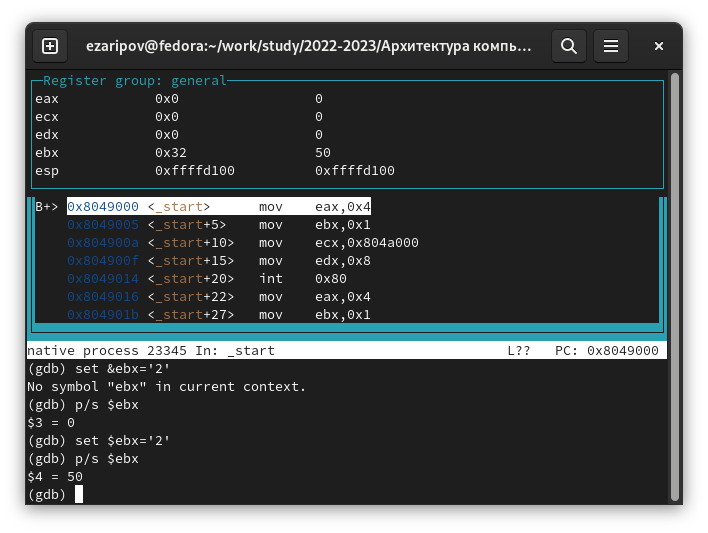 ezaripov@fedora:~/work/study/2022-2023/Архитектура компь…
Register group: general
eax 0x0 0
ecx 0x0 0
edx 0x0 0
ebx 0x32 50
esp 0xffffd100 0xffffd100
B+> 0x8049000 <_start> mov eax,0x4
0x8049005 <_start+5> mov ebx,0x1
0x804900a <_start+10> mov ecx,0x804a000
0x804900f <_start+15> mov edx,0x8
0x8049014 <_start+20> int 0x80
0x8049016 <_start+22> mov eax,0x4
0x804901b <_start+27> mov ebx,0x1
native process 23345 In: _start L?? PC: 0x8049000
(gdb) set &ebx='2'
No symbol "ebx" in current context.
(gdb) p/s $ebx
$3 = 0
(gdb) set $ebx='2'
(gdb) p/s $ebx
$4 = 50
(gdb)